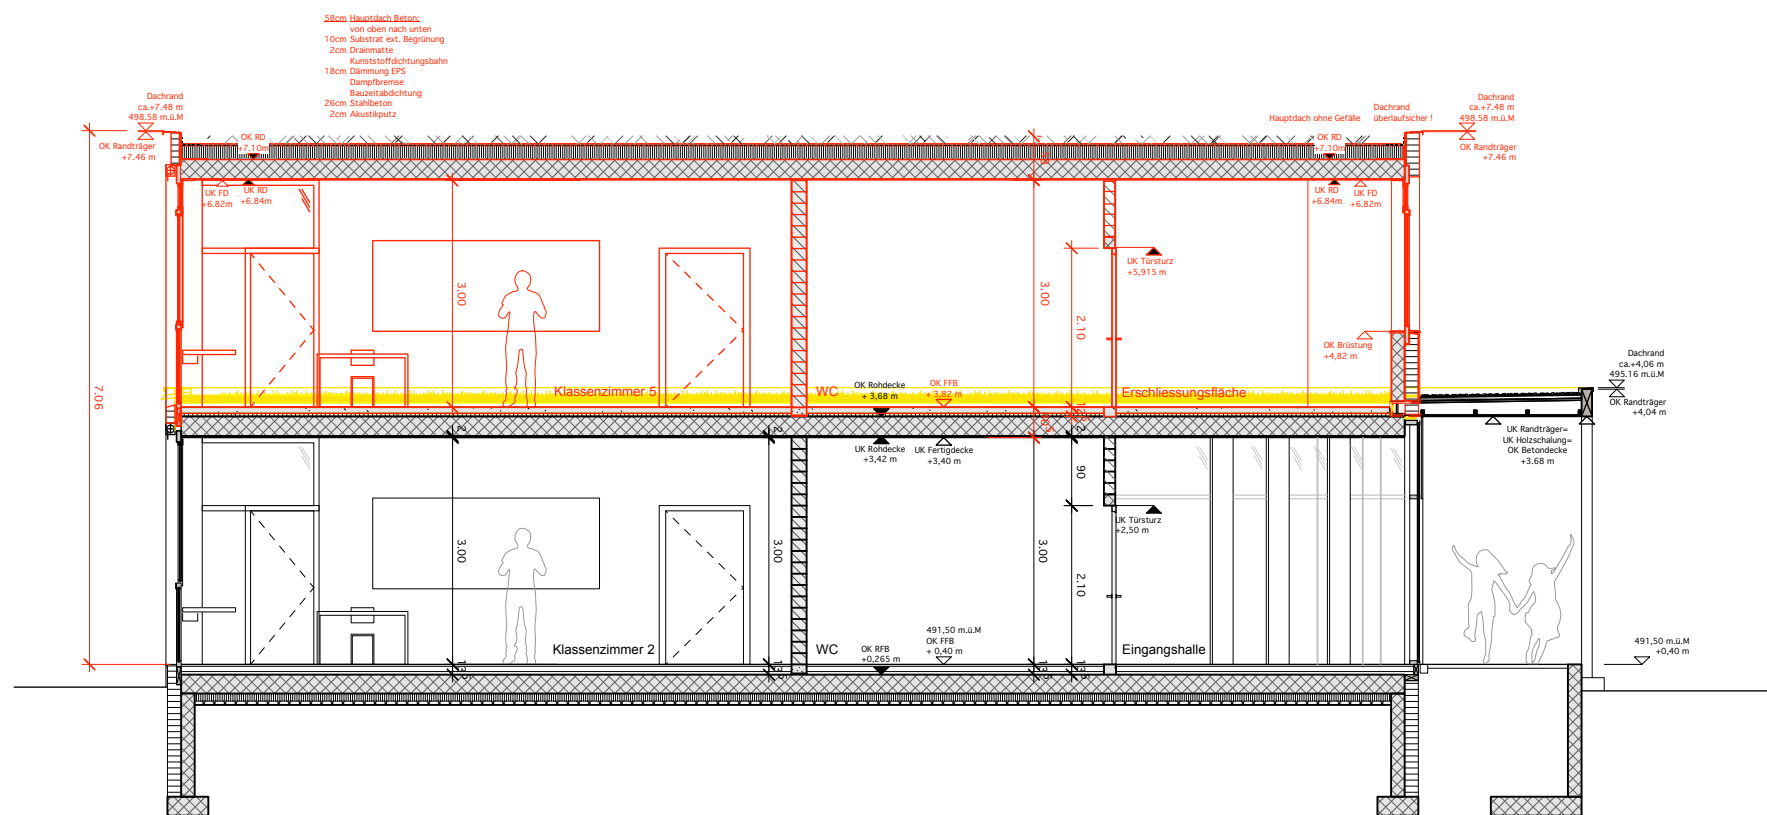 58cm Hauptdach Beton:
von oben nach unten
10cm Substrat ext. Begrünung
2cm Drainmatte
Kunststoffdichtungsbahn
18cm Dämmung EPS
Dampfbremse
Bauzeitabdichtung
26cm Stahlbeton
2cm Akustikputz
Dachrand
ca.+7.48 m
498.58 m.ü.M
OK Randträger
+7.46 m
OK RD
+7.10m
Hauptdach ohne Gefälle
Dachrand
überlaufsicher !
OK RD
+7.10m
Dachrand
ca.+7.48 m
498.58 m.ü.M
OK Randträger
+7.46 m
UK FD
+6.82m
UK RD
+6.84m
UK RD
+6.84m
UK FD
+6.82m
UK Türsturz
+5,915 m
3.00
3.00
2.10
OK Brüstung
+4,82 m
7.06
Klassenzimmer 5
WC
OK Rohdecke
+ 3,68 m
OK FFB
+ 3,82 m
Erschliessungsfläche
Dachrand
ca.+4,06 m
495.16 m.ü.M
OK Randträger
+4,04 m
UK Randträger=
UK Holzschalung=
OK Betondecke
+3.68 m
2
2
2
UK Rohdecke
+3,42 m
UK Fertigdecke
+3,40 m
90
UK Türsturz
+2,50 m
3.00
3.00
3.00
2.10
Klassenzimmer 2
WC
491,50 m.ü.M
OK FFB
+ 0,40 m
OK RFB
+0,265 m
Eingangshalle
491,50 m.ü.M
+0,40 m
13⁵
13⁵
13⁵
13⁵